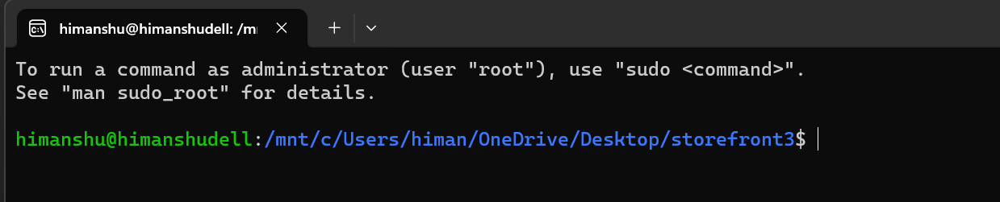 himanshu@himanshudell: /m
To run a command as administrator (user "root"), use "sudo <command>".
See "man sudo_root" for details.
himanshu@himanshudell:/mnt/c/Users/himan/OneDrive/Desktop/storefront3$